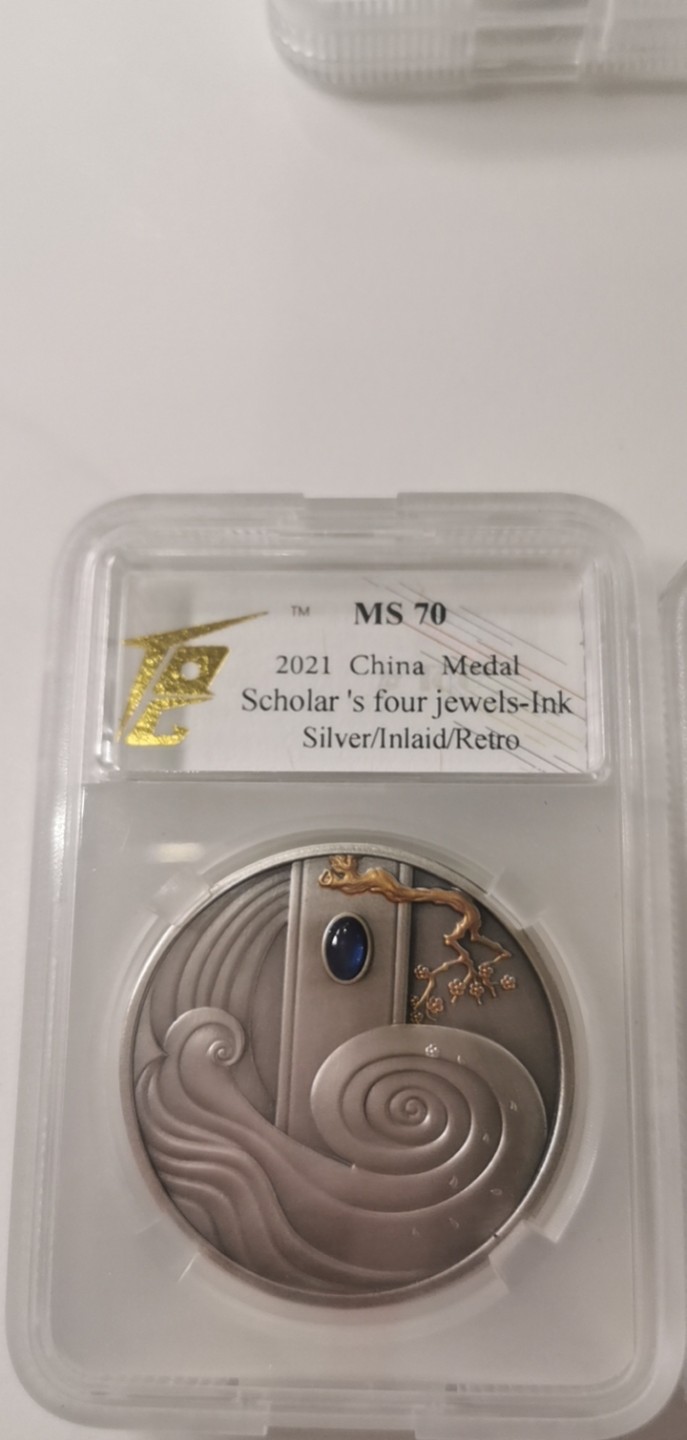 ™ MS 70
2021 China Medal
Scholar 's four jewels-Ink
Silver/Inlaid/Retro